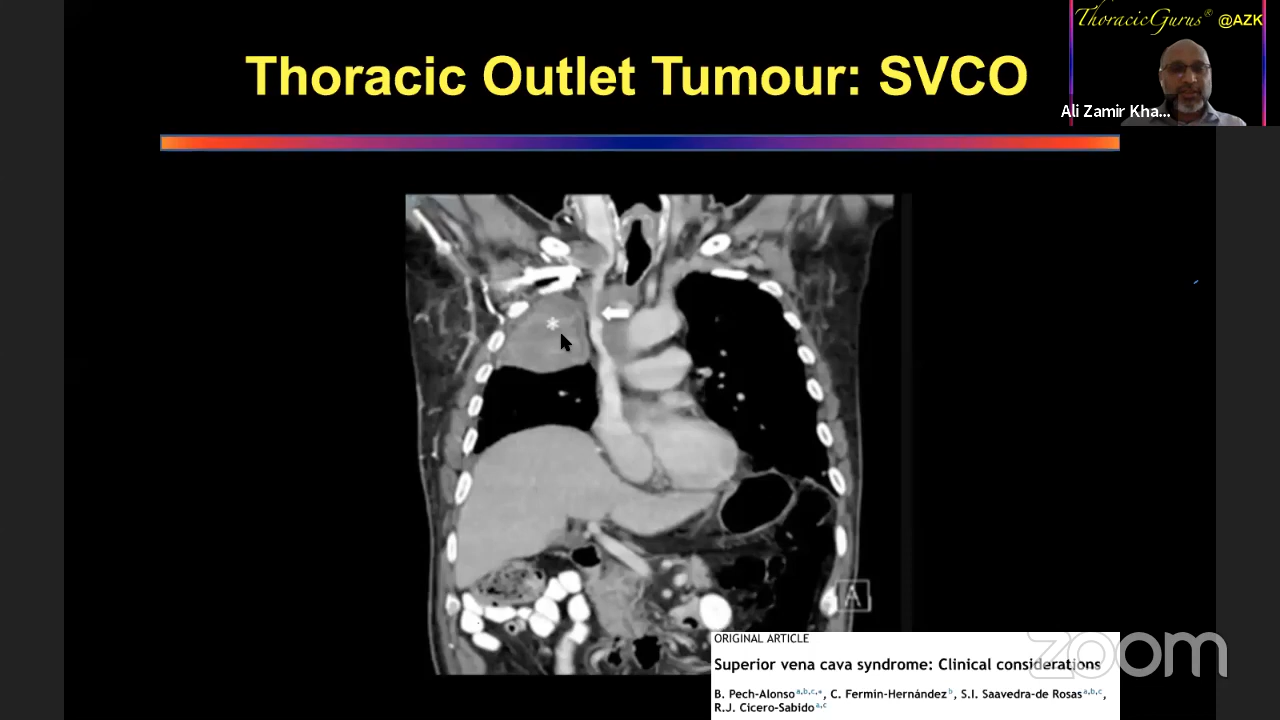 ThoracicGurus® @AZK
Thoracic Outlet Tumour: SVCO
Ali Zamir Kha...
*
A
ORIGINAL ARTICLE
Superior vena cava syndrome: Clinical considerations
zoom
B. Pech-Alonso a,b,c,*, C. Fermin-Hernández b, S.I. Saavedra-de Rosas a,b,c,
R.J. Cicero-Sabido a,c